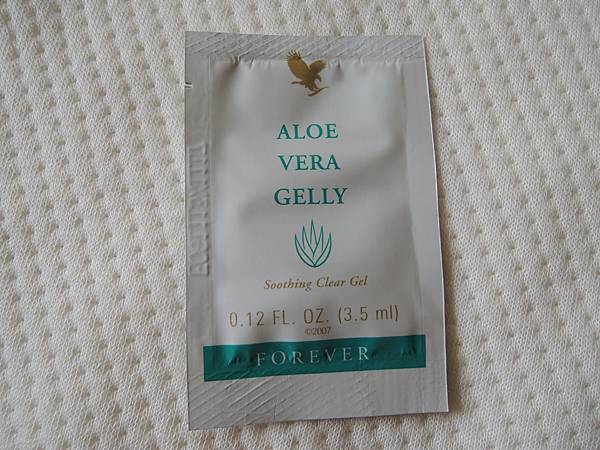 ALOE
VERA
GELLY
Soothing Clear Gel
0.12 FL. OZ. (3.5 ml)
©2007
FOREVER